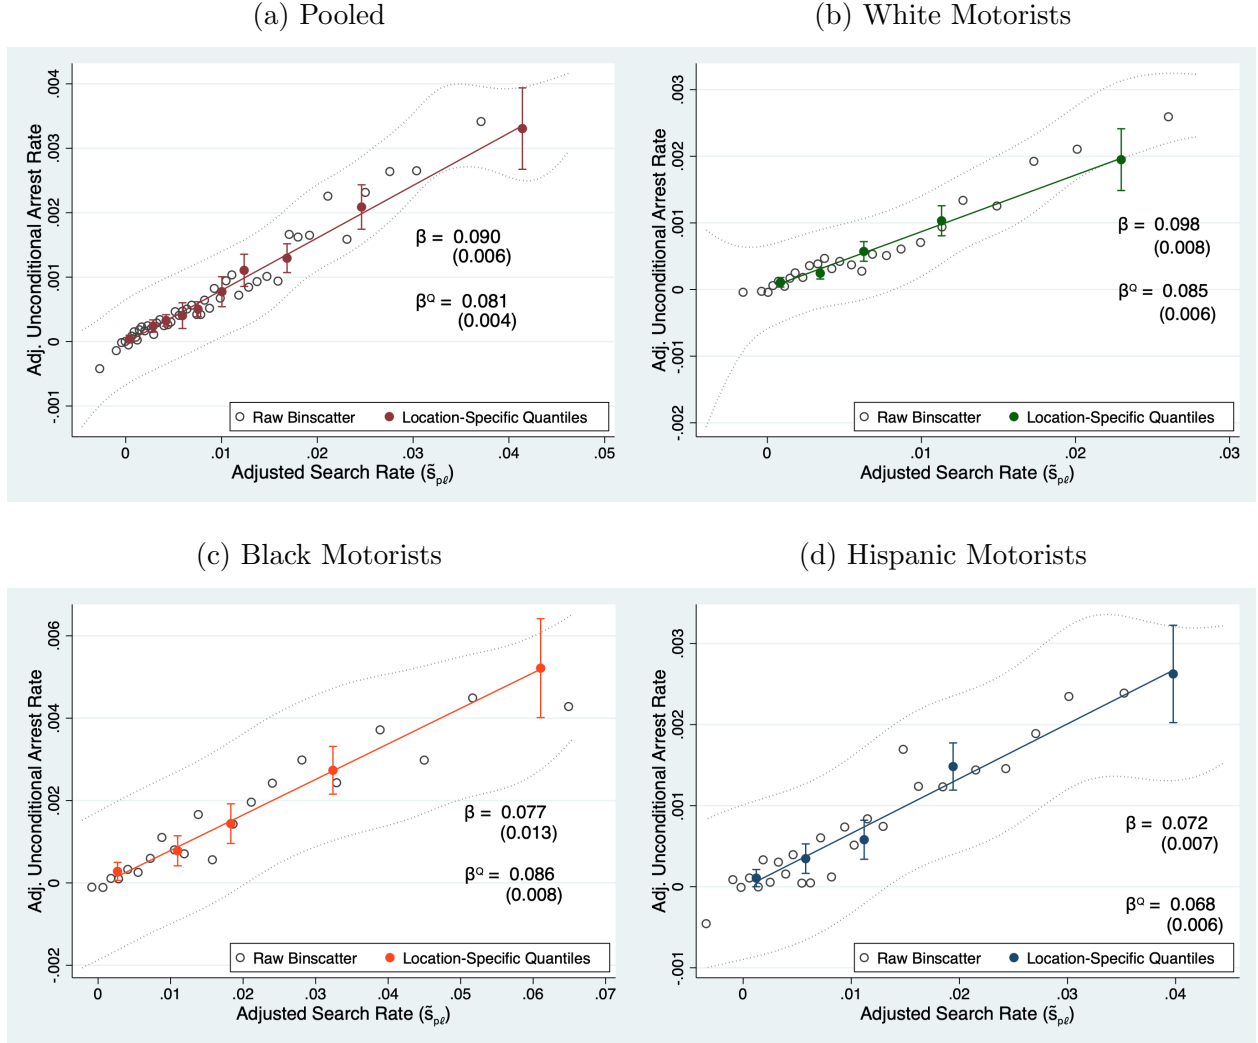 (a) Pooled
Adj. Unconditional Arrest Rate
.004
.003
.002
.001
0
-.001
β = 0.090
(0.006)
βQ = 0.081
(0.004)
Raw Binscatter
Location-Specific Quantiles
0 .01 .02 .03 .04 .05
Adjusted Search Rate (s̃pℓ)
(b) White Motorists
Adj. Unconditional Arrest Rate
.003
.002
.001
0
-.001
-.002
β = 0.098
(0.008)
βQ = 0.085
(0.006)
Raw Binscatter
Location-Specific Quantiles
0 .01 .02 .03
Adjusted Search Rate (s̃pℓ)
(c) Black Motorists
Adj. Unconditional Arrest Rate
.006
.004
.002
0
-.002
β = 0.077
(0.013)
βQ = 0.086
(0.008)
Raw Binscatter
Location-Specific Quantiles
0 .01 .02 .03 .04 .05 .06 .07
Adjusted Search Rate (s̃pℓ)
(d) Hispanic Motorists
Adj. Unconditional Arrest Rate
.003
.002
.001
0
-.001
β = 0.072
(0.007)
βQ = 0.068
(0.006)
Raw Binscatter
Location-Specific Quantiles
0 .01 .02 .03 .04
Adjusted Search Rate (s̃pℓ)